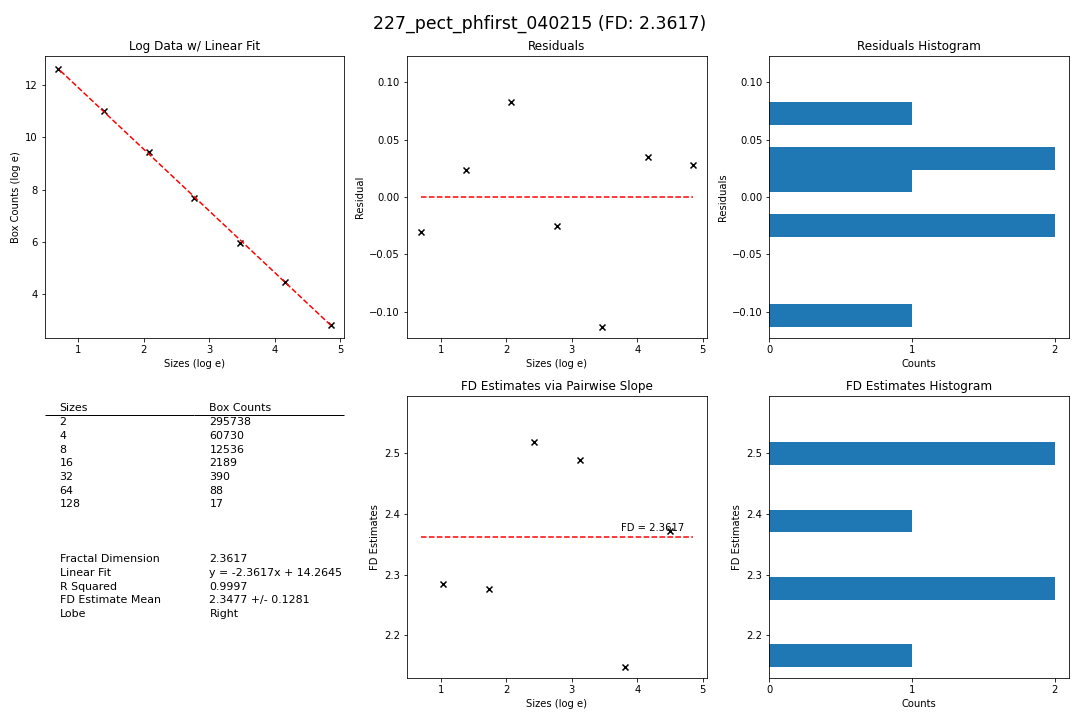 227_pect_phfirst_040215 (FD: 2.3617)
Log Data w/ Linear Fit
Box Counts (log e)
12
10
8
6
4
1 2 3 4 5
Sizes (log e)
Residuals
Residual
0.10
0.05
0.00
−0.05
−0.10
1 2 3 4 5
Sizes (log e)
Residuals Histogram
Residuals
0.10
0.05
0.00
−0.05
−0.10
0 1 2
Counts
Sizes Box Counts
2 295738
4 60730
8 12536
16 2189
32 390
64 88
128 17
Fractal Dimension 2.3617
Linear Fit y = -2.3617x + 14.2645
R Squared 0.9997
FD Estimate Mean 2.3477 +/- 0.1281
Lobe Right
FD Estimates via Pairwise Slope
FD Estimates
2.5
2.4
2.3
2.2
FD = 2.3617
1 2 3 4 5
Sizes (log e)
FD Estimates Histogram
FD Estimates
2.5
2.4
2.3
2.2
0 1 2
Counts